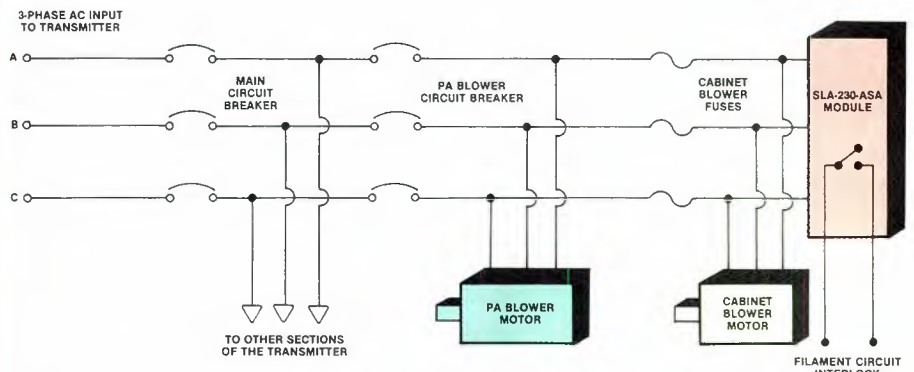 3-PHASE AC INPUT
TO TRANSMITTER
A
B
C
MAIN
CIRCUIT
BREAKER
PA BLOWER
CIRCUIT BREAKER
CABINET
BLOWER
FUSES
SLA-230-ASA
MODULE
TO OTHER SECTIONS
OF THE TRANSMITTER
PA BLOWER
MOTOR
CABINET
BLOWER
MOTOR
FILAMENT CIRCUIT
INTERLOCK